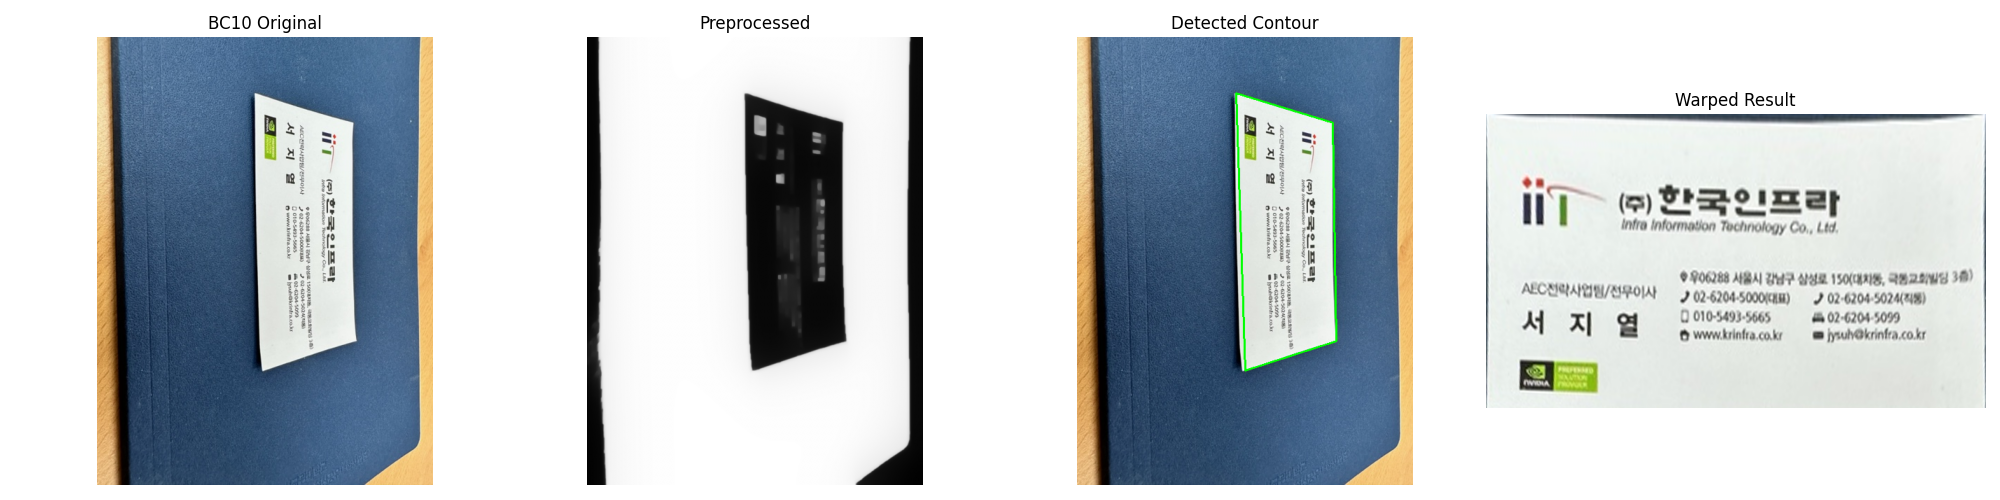 BC10 Original
Preprocessed
Detected Contour
Warped Result
(주) 한국인프라
Infra Information Technology Co., Ltd.
우06288 서울시 강남구 삼성로 150(대치동, 극동교회빌딩 3층)
AEC전략사업팀/전무이사
02-6204-5000(대표) 02-6204-5024(직통)
서 지 열
010-5493-5665 02-6204-5099
www.krinfra.co.kr jysuh@krinfra.co.kr
NVIDIA
PREFERRED
SOLUTION
PROVIDER